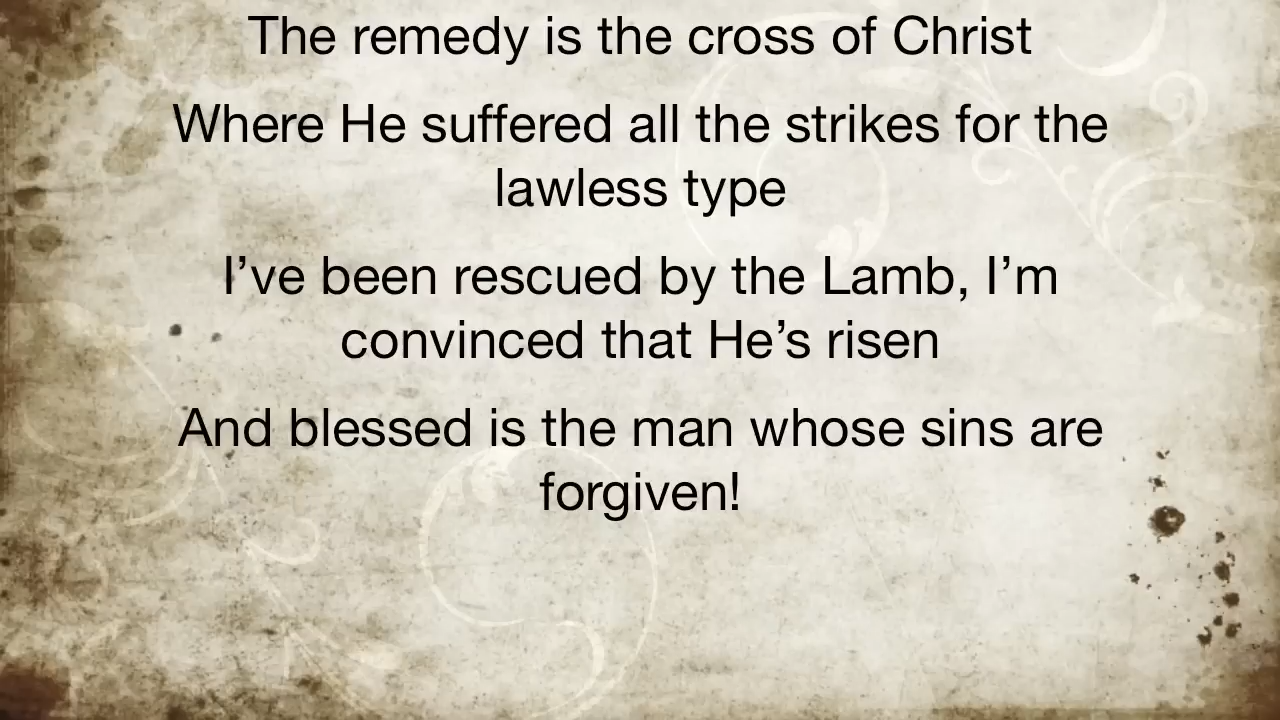 The remedy is the cross of Christ
Where He suffered all the strikes for the
lawless type
I’ve been rescued by the Lamb, I’m
convinced that He’s risen
And blessed is the man whose sins are
forgiven!